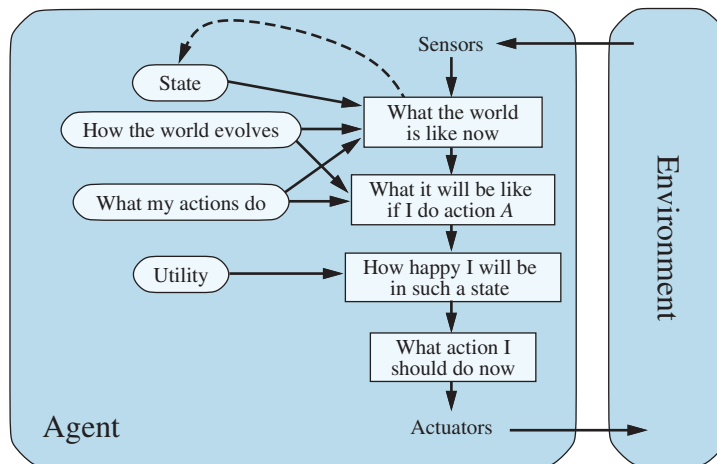 Sensors
State
What the world
is like now
How the world evolves
What my actions do
What it will be like
if I do action A
Utility
How happy I will be
in such a state
What action I
should do now
Agent
Actuators
Environment